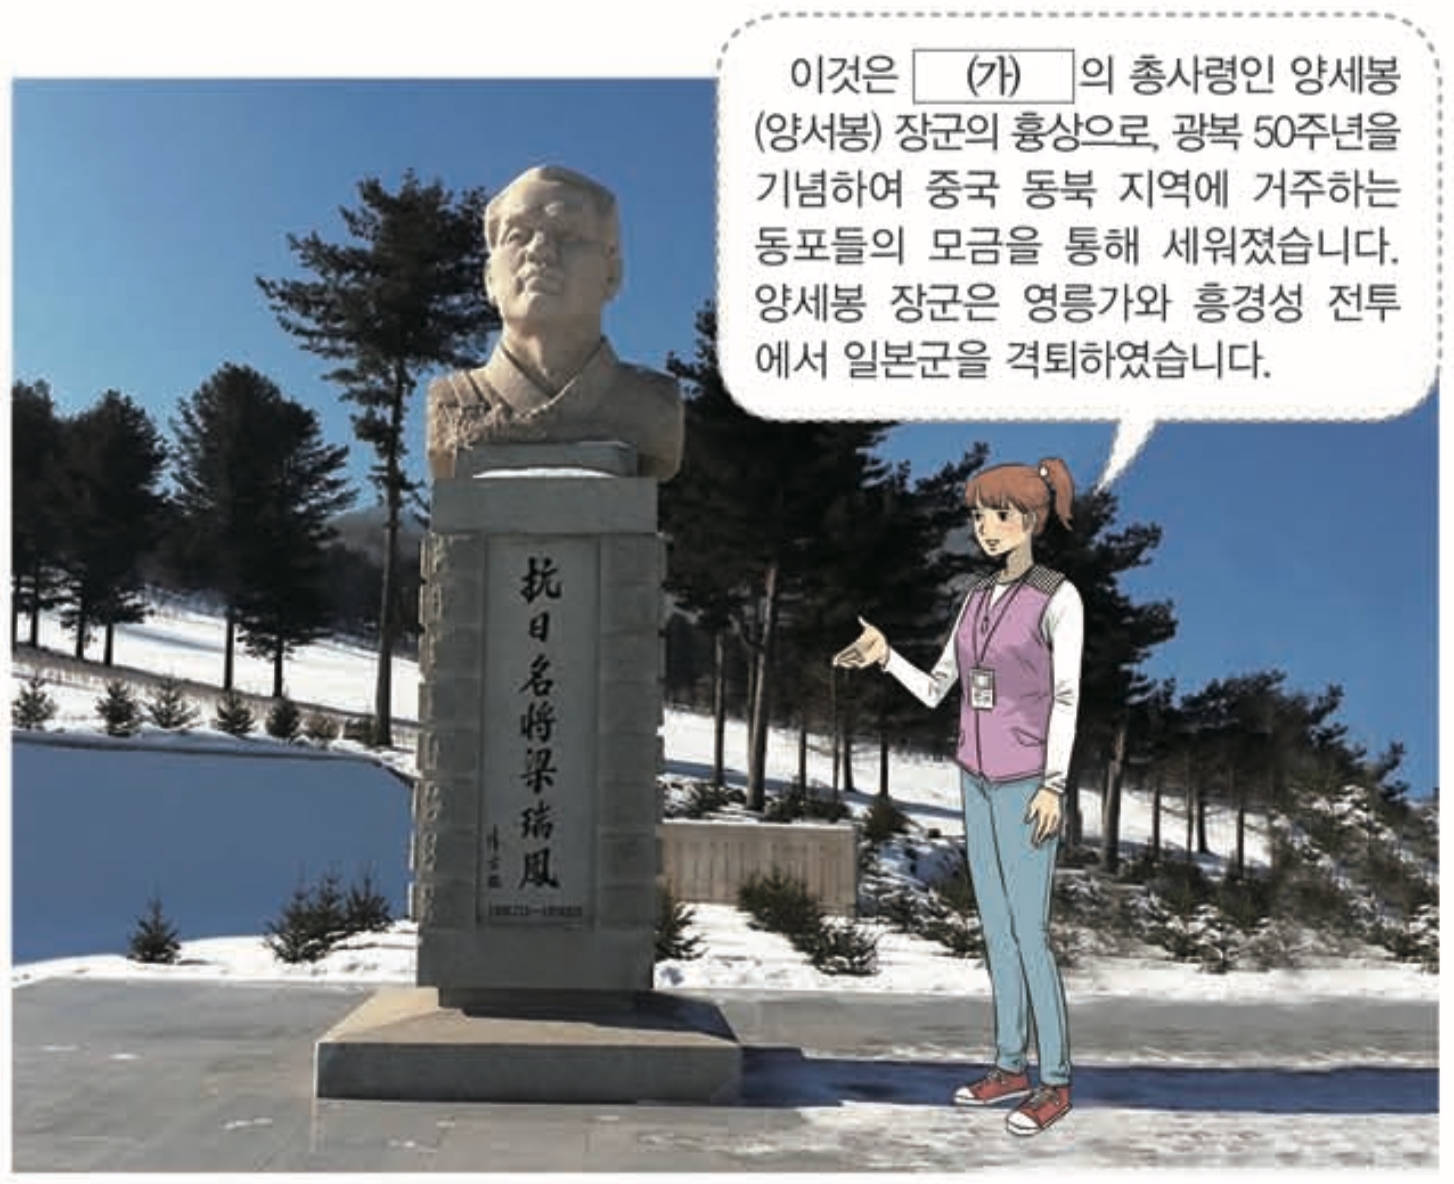 이것은 (가) 의 총사령인 양세봉
(양서봉) 장군의 흉상으로, 광복 50주년을
기념하여 중국 동북 지역에 거주하는
동포들의 모금을 통해 세워졌습니다.
양세봉 장군은 영릉가와 흥경성 전투
에서 일본군을 격퇴하였습니다.
抗日名将梁瑞鳳